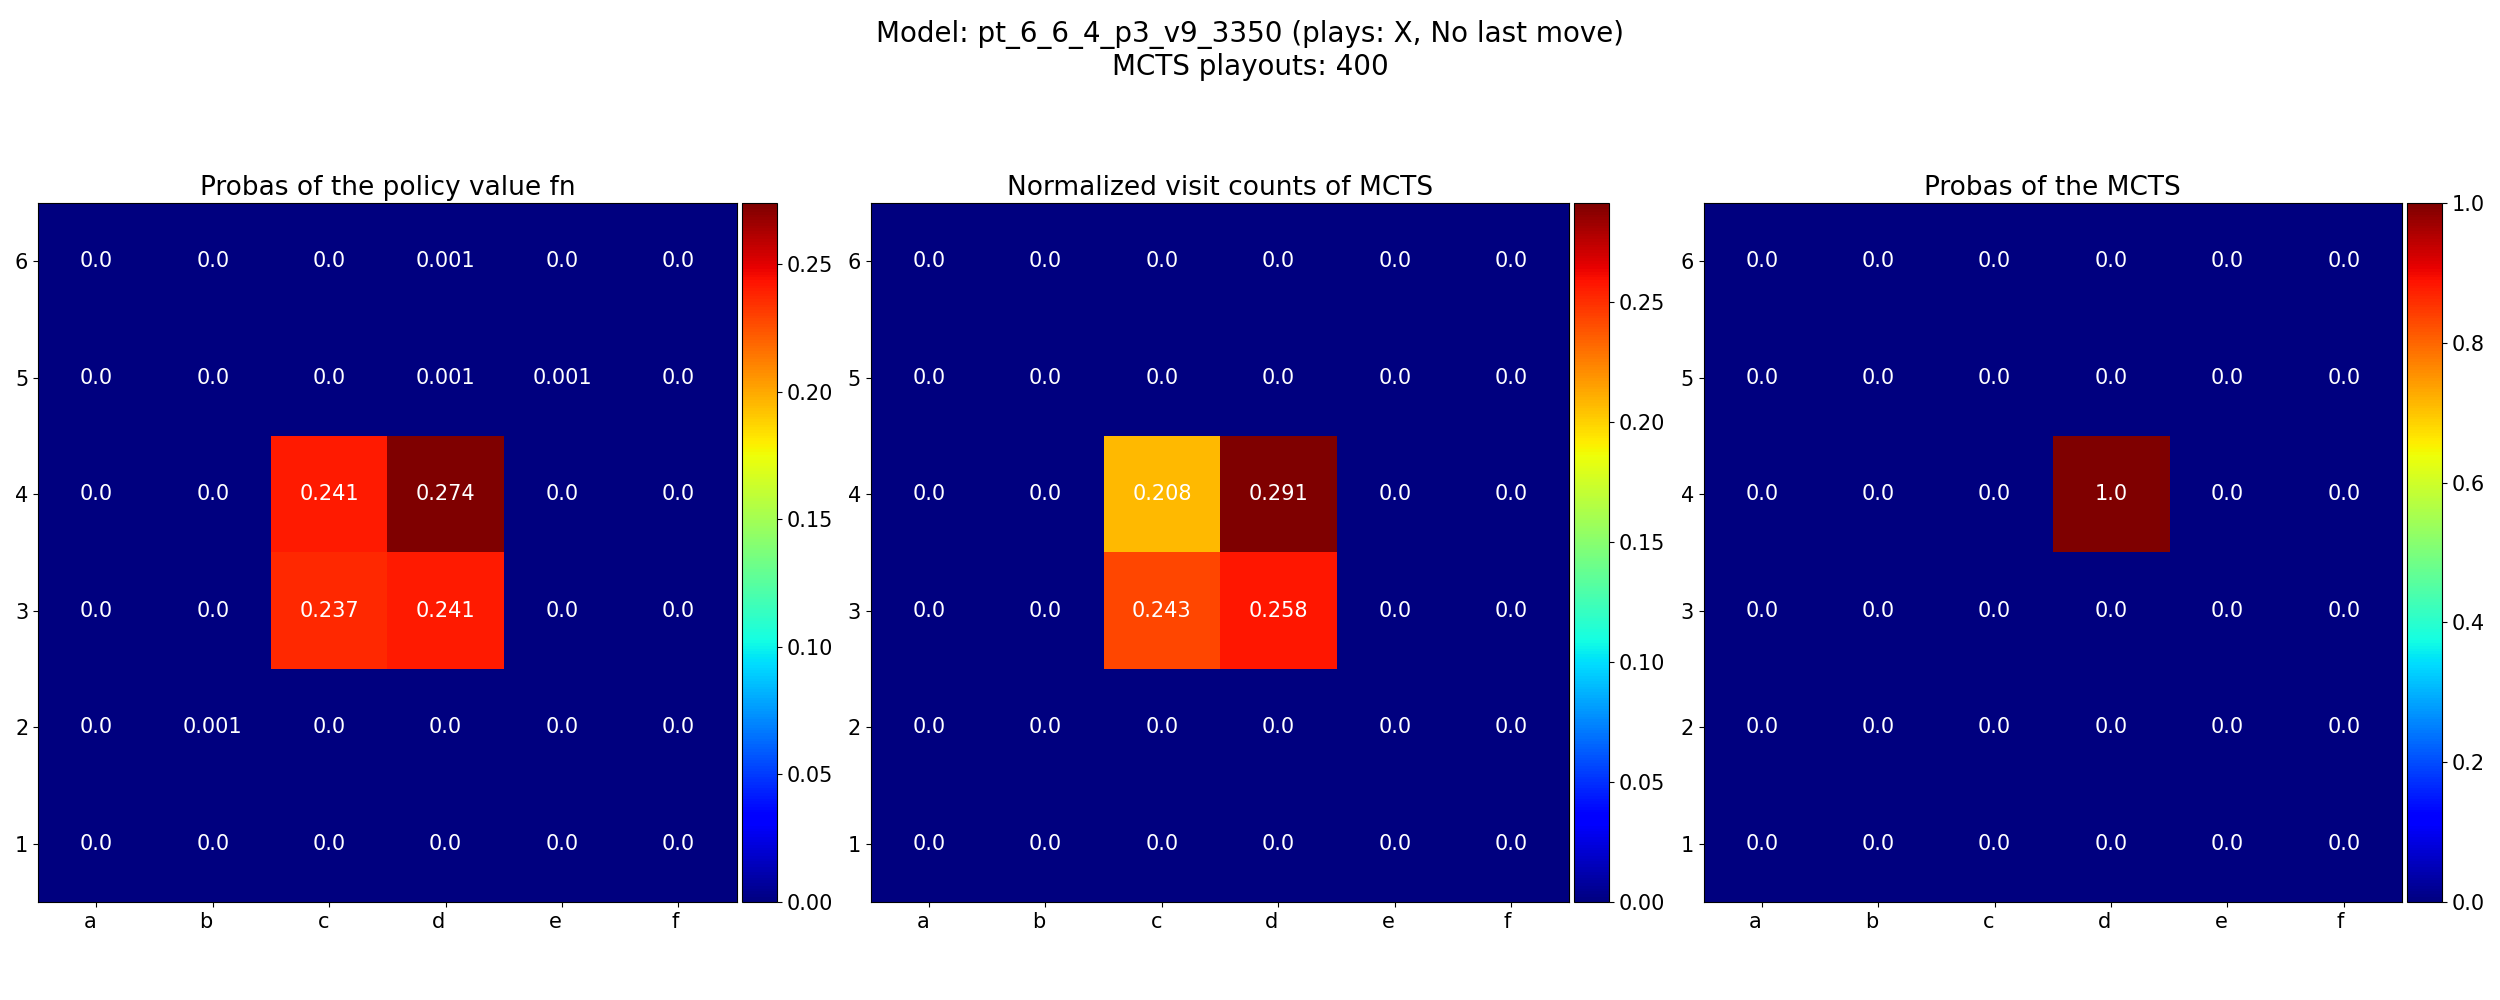 Model: pt_6_6_4_p3_v9_3350 (plays: X, No last move)
MCTS playouts: 400
Probas of the policy value fn
6 0.0 0.0 0.0 0.001 0.0 0.0
5 0.0 0.0 0.0 0.001 0.001 0.0
4 0.0 0.0 0.241 0.274 0.0 0.0
3 0.0 0.0 0.237 0.241 0.0 0.0
2 0.0 0.001 0.0 0.0 0.0 0.0
1 0.0 0.0 0.0 0.0 0.0 0.0
a b c d e f
0.25
0.20
0.15
0.10
0.05
0.00
Normalized visit counts of MCTS
6 0.0 0.0 0.0 0.0 0.0 0.0
5 0.0 0.0 0.0 0.0 0.0 0.0
4 0.0 0.0 0.208 0.291 0.0 0.0
3 0.0 0.0 0.243 0.258 0.0 0.0
2 0.0 0.0 0.0 0.0 0.0 0.0
1 0.0 0.0 0.0 0.0 0.0 0.0
a b c d e f
0.25
0.20
0.15
0.10
0.05
0.00
Probas of the MCTS
6 0.0 0.0 0.0 0.0 0.0 0.0
5 0.0 0.0 0.0 0.0 0.0 0.0
4 0.0 0.0 0.0 1.0 0.0 0.0
3 0.0 0.0 0.0 0.0 0.0 0.0
2 0.0 0.0 0.0 0.0 0.0 0.0
1 0.0 0.0 0.0 0.0 0.0 0.0
a b c d e f
1.0
0.8
0.6
0.4
0.2
0.0